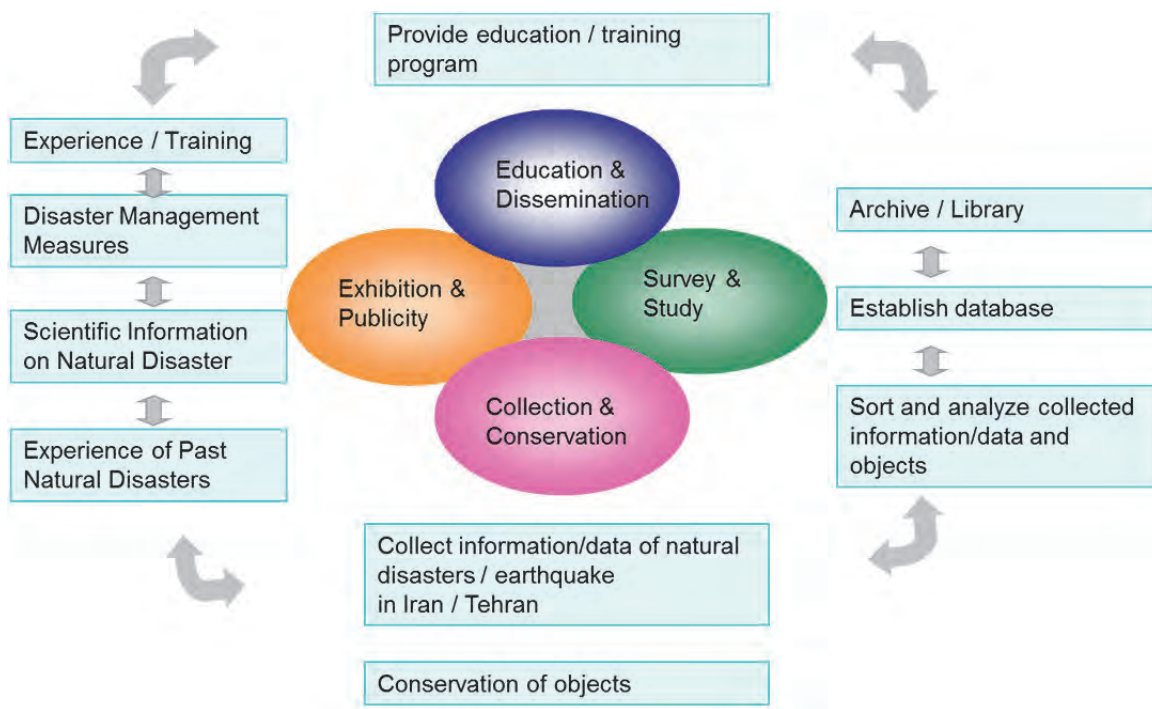 Provide education / training
program
Experience / Training
Disaster Management
Measures
Scientific Information
on Natural Disaster
Experience of Past
Natural Disasters
Education &
Dissemination
Exhibition &
Publicity
Survey &
Study
Collection &
Conservation
Archive / Library
Establish database
Sort and analyze collected
information/data and
objects
Collect information/data of natural
disasters / earthquake
in Iran / Tehran
Conservation of objects